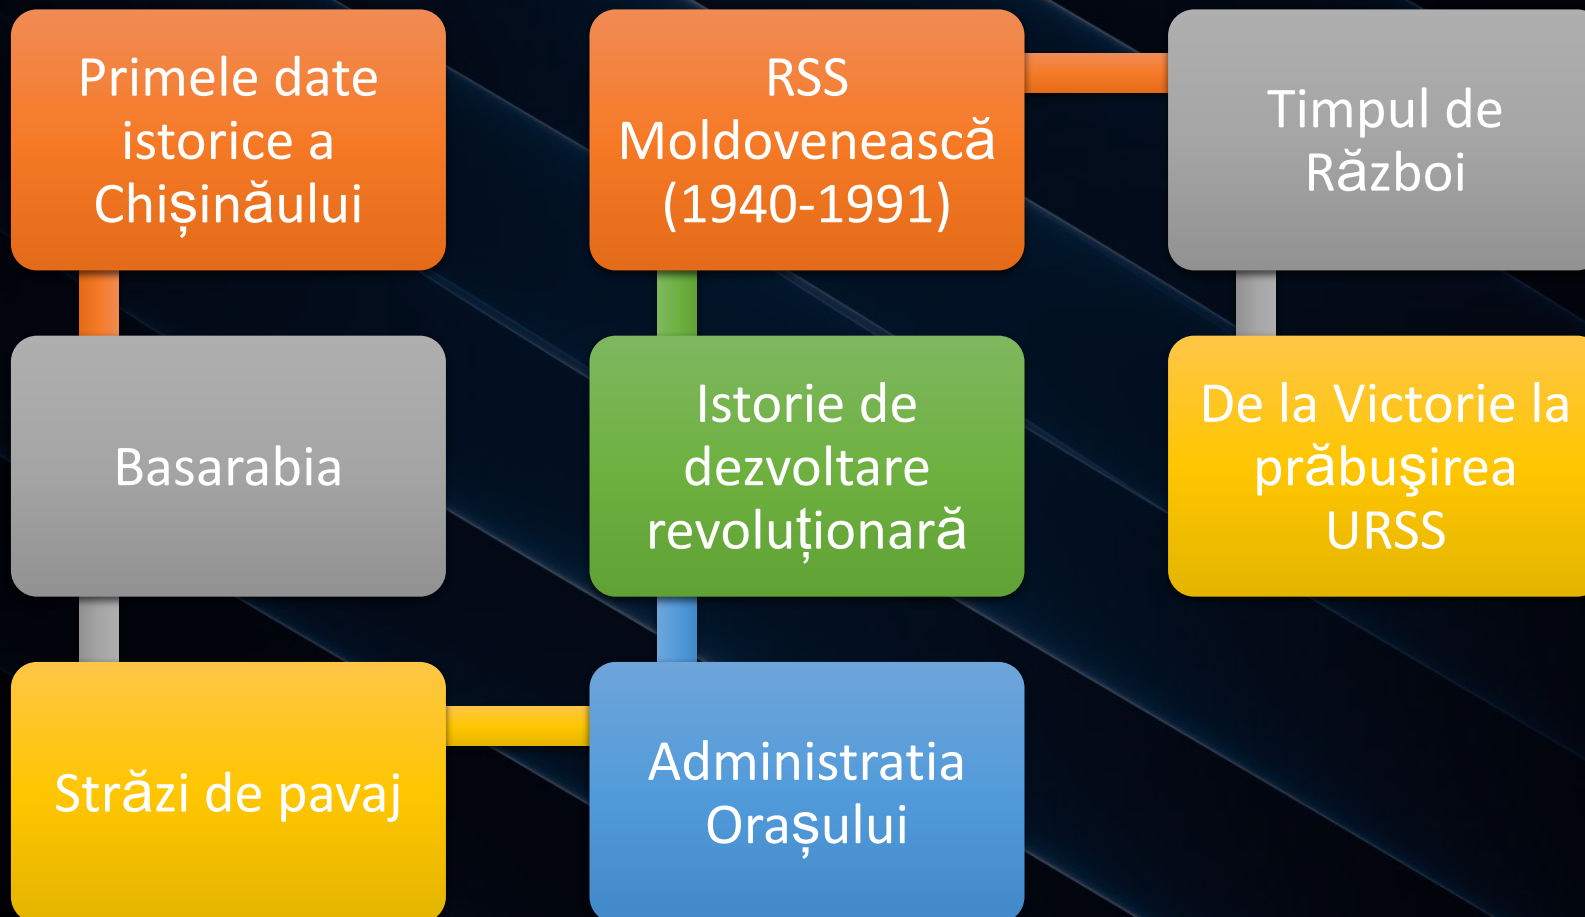 Primele date
istorice a
Chișinăului
Basarabia
Străzi de pavaj
Administratia
Orașului
Istorie de
dezvoltare
revoluționară
RSS
Moldovenească
(1940-1991)
Timpul de
Război
De la Victorie la
prăbuşirea
URSS